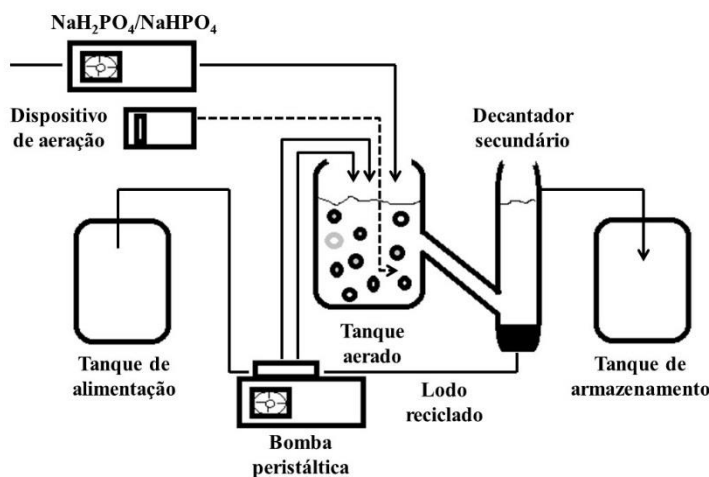 NaH₂PO₄/NaHPO₄
Dispositivo
de aeração
Decantador
secundário
Tanque de
alimentação
Tanque
aerado
Lodo
reciclado
Tanque de
armazenamento
Bomba
peristáltica